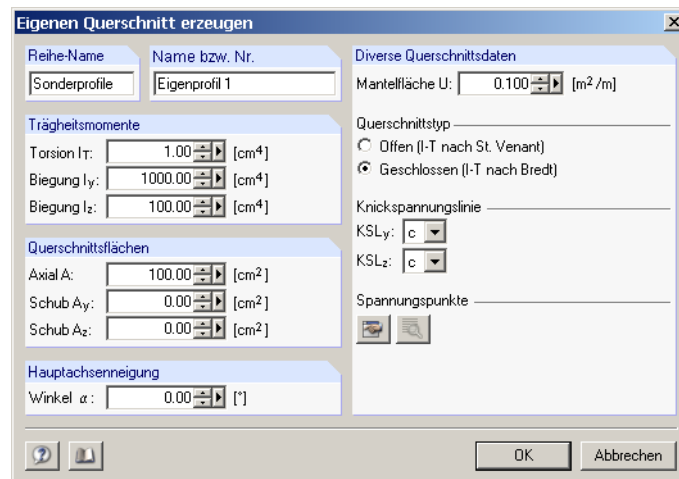 Eigenen Querschnitt erzeugen
Reihe-Name
Name bzw. Nr.
Sonderprofile
Eigenprofil 1
Trägheitsmomente
Torsion IT: 1.00 [cm4]
Biegung Iy: 1000.00 [cm4]
Biegung Iz: 100.00 [cm4]
Querschnittsflächen
Axial A: 100.00 [cm2]
Schub Ay: 0.00 [cm2]
Schub Az: 0.00 [cm2]
Hauptachsenneigung
Winkel α: 0.00 [°]
Diverse Querschnittsdaten
Mantelfläche U: 0.100 [m2/m]
Querschnittstyp
Offen (I-T nach St. Venant)
Geschlossen (I-T nach Bredt)
Knickspannungslinie
KSLy: c
KSLz: c
Spannungspunkte
OK
Abbrechen